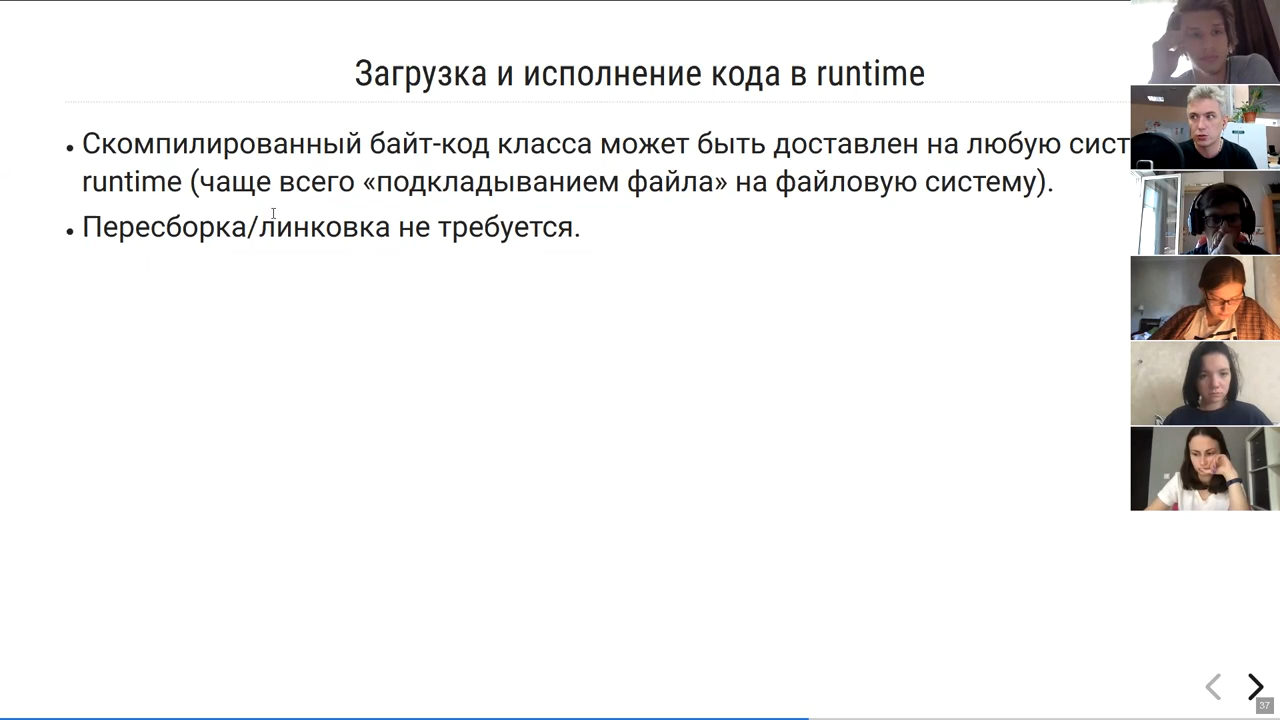 Загрузка и исполнение кода в runtime
• Скомпилированный байт-код класса может быть доставлен на любую сист
runtime (чаще всего «подкладыванием файла» на файловую систему).
• Пересборка/линковка не требуется.
37